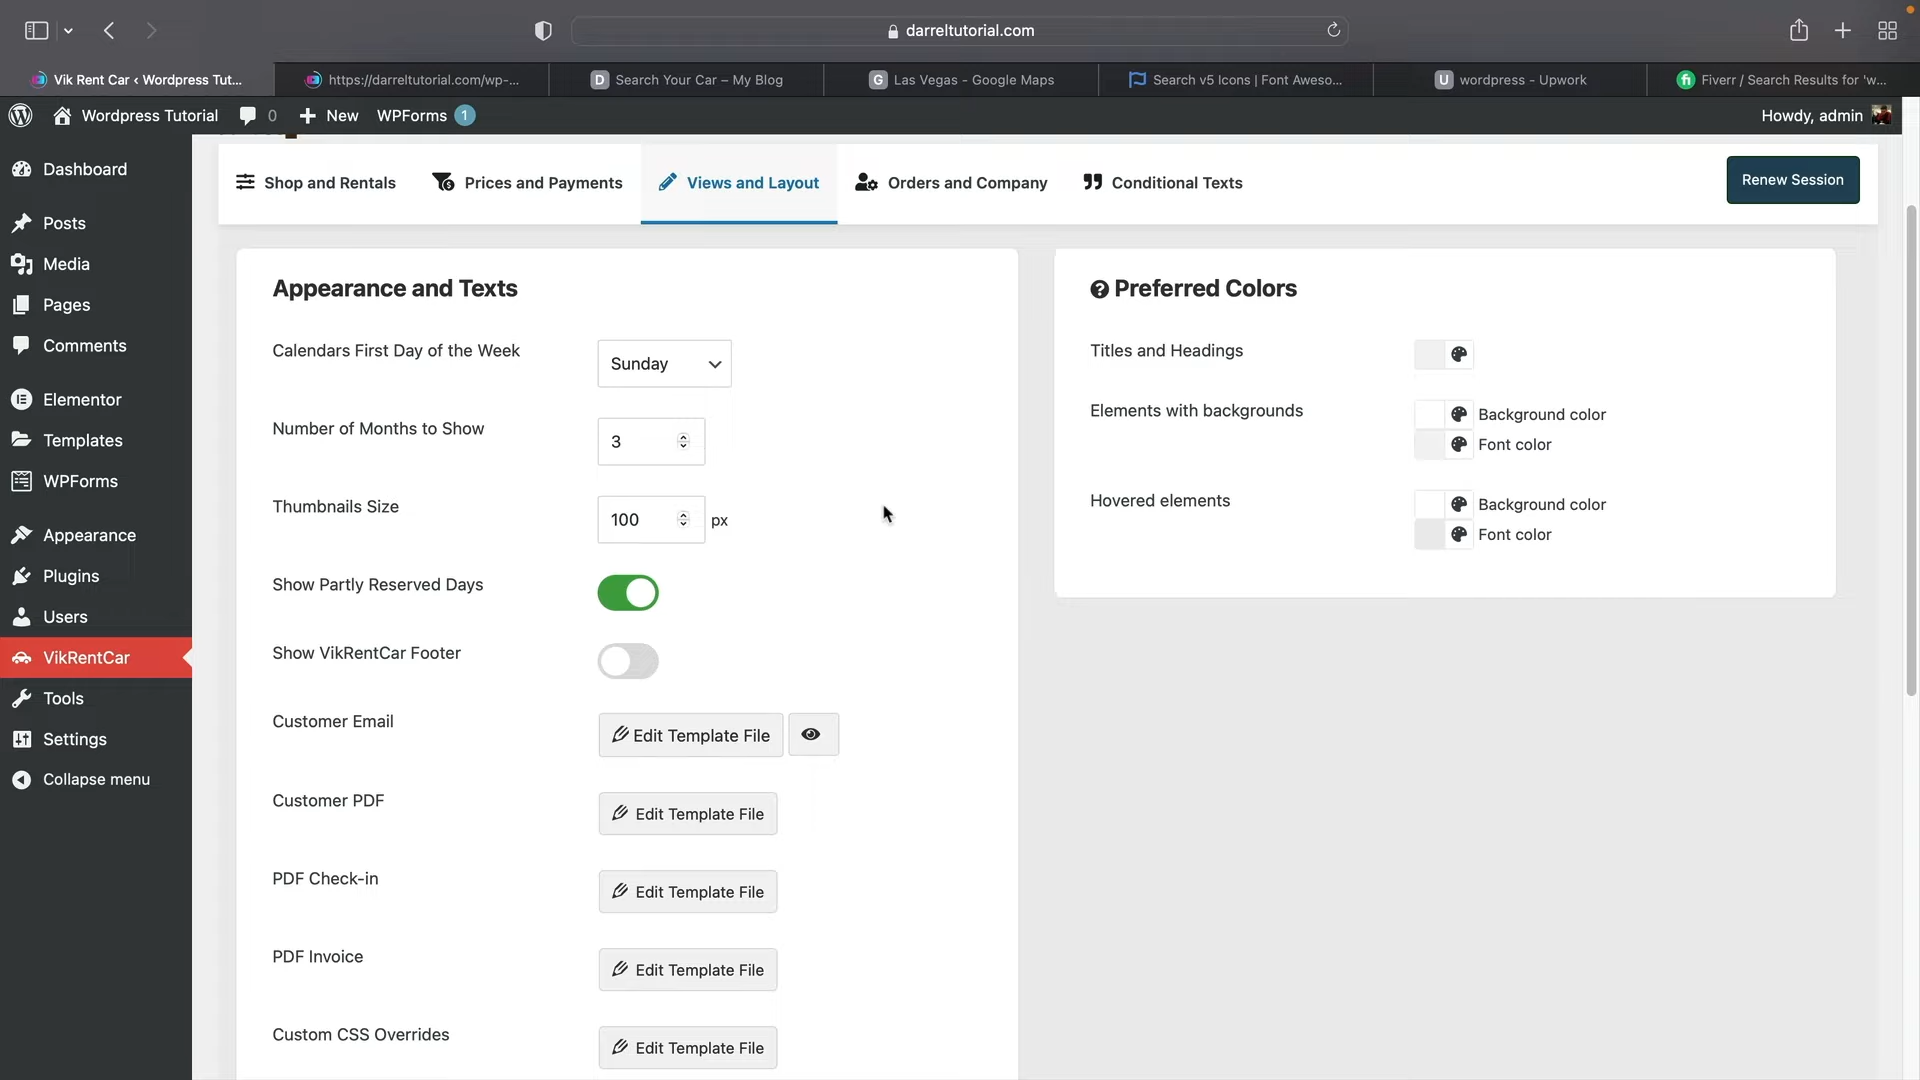 darreltutorial.com
Vik Rent Car ‹ Wordpress Tut...
https://darreltutorial.com/wp-...
D Search Your Car – My Blog
G Las Vegas - Google Maps
Search v5 Icons | Font Aweso...
U wordpress - Upwork
fi Fiverr / Search Results for 'w...
Wordpress Tutorial 0 New WPForms 1 Howdy, admin
Dashboard
Posts
Media
Pages
Comments
Elementor
Templates
WPForms
Appearance
Plugins
Users
VikRentCar
Tools
Settings
Collapse menu
Shop and Rentals
Prices and Payments
Views and Layout
Orders and Company
Conditional Texts
Renew Session
Appearance and Texts
Calendars First Day of the Week Sunday
Number of Months to Show 3
Thumbnails Size 100 px
Show Partly Reserved Days
Show VikRentCar Footer
Customer Email Edit Template File
Customer PDF Edit Template File
PDF Check-in Edit Template File
PDF Invoice Edit Template File
Custom CSS Overrides Edit Template File
Preferred Colors
Titles and Headings
Elements with backgrounds Background color
Font color
Hovered elements Background color
Font color